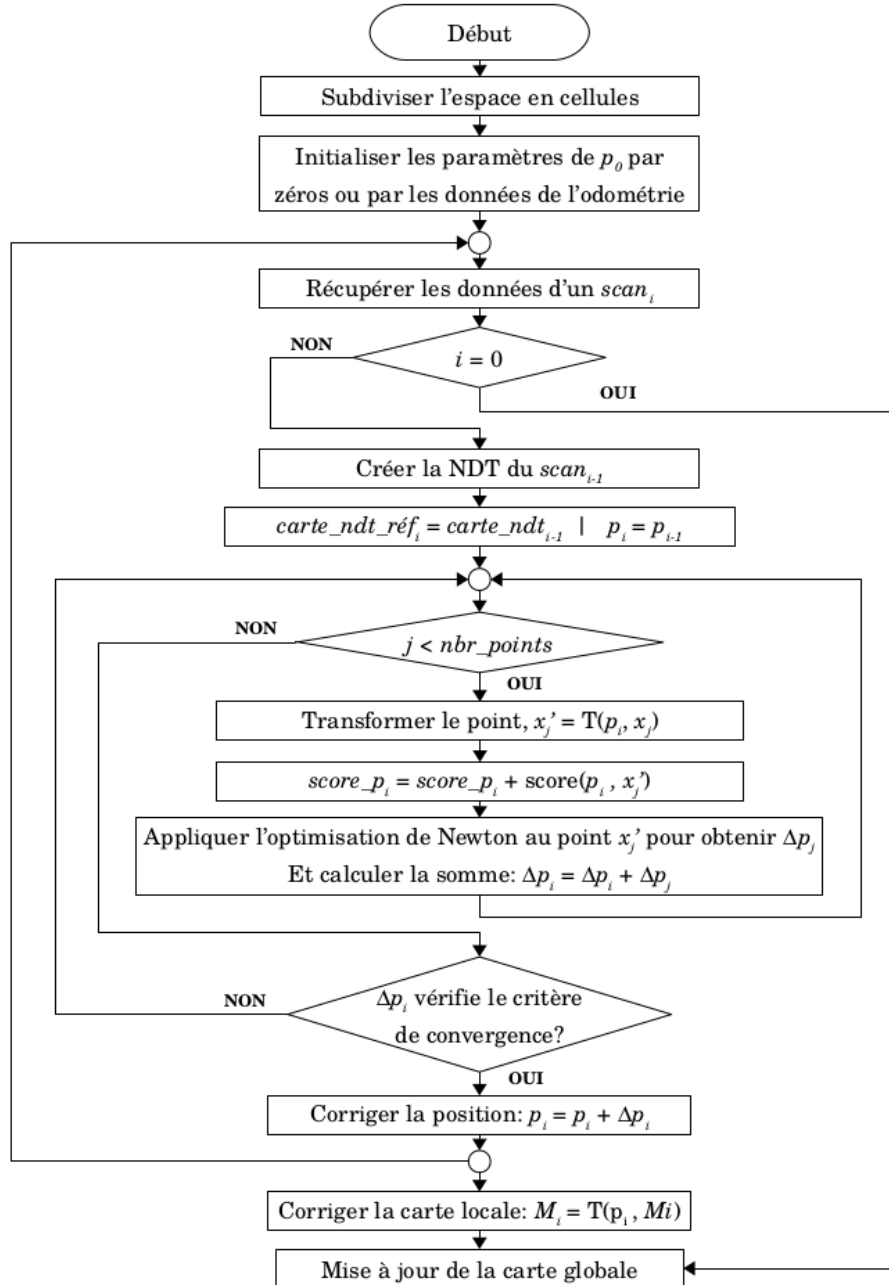 Début
Subdiviser l'espace en cellules
Initialiser les paramètres de p₀ par
zéros ou par les données de l'odométrie
Récupérer les données d'un scanᵢ
NON
i = 0
OUI
Créer la NDT du scanᵢ₋₁
carte_ndt_réfᵢ = carte_ndtᵢ₋₁ | pᵢ = pᵢ₋₁
NON
j < nbr_points
OUI
Transformer le point, xⱼ' = T(pᵢ, xⱼ)
score_pᵢ = score_pᵢ + score(pᵢ , xⱼ')
Appliquer l'optimisation de Newton au point xⱼ' pour obtenir Δpⱼ
Et calculer la somme: Δpᵢ = Δpᵢ + Δpⱼ
NON
Δpᵢ vérifie le critère
de convergence?
OUI
Corriger la position: pᵢ = pᵢ + Δpᵢ
Corriger la carte locale: Mᵢ = T(pᵢ , Mi)
Mise à jour de la carte globale